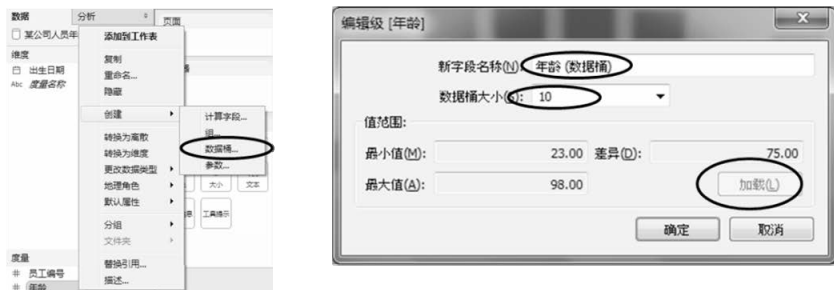 数据
分析
页面
某公司人员年
添加到工作表
维度
复制
出生日期
重命名...
Abc 度量名称
隐藏
创建
计算字段...
组...
转换为离散
数据桶...
转换为维度
参数...
更改数据类型
地理角色
大小
文本
默认属性
工具提示
分组
文件夹
替换引用...
度量
# 员工编号
描述...
# 年龄
编辑级 [年龄]
新字段名称(N): 年龄 (数据桶)
数据桶大小(S): 10
值范围:
最小值(M): 23.00 差异(D): 75.00
最大值(A): 98.00 加载(L)
确定 取消